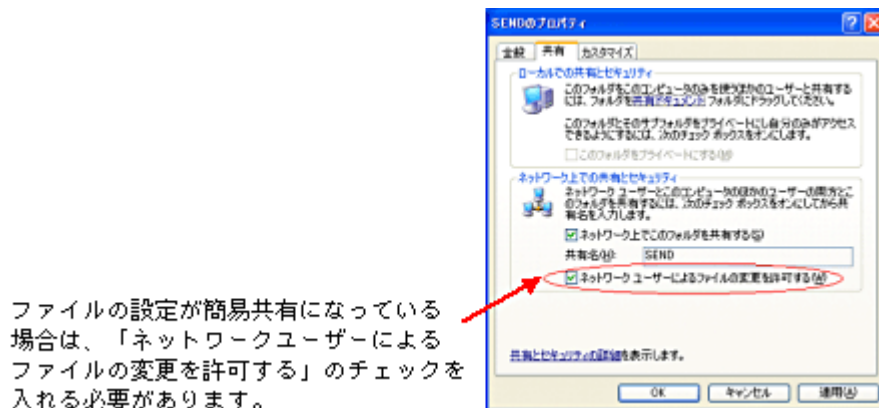 SENDのプロパティ
全般 共有 カスタマイズ
ローカルでの共有とセキュリティ
このフォルダをこのコンピュータのみを使うほかのユーザーと共有する
には、フォルダを共有ドキュメント フォルダにドラッグしてください。
このフォルダとそのサブフォルダをプライベートにし自分のみがアクセス
できるようにするには、次のチェック ボックスをオンにします。
このフォルダをプライベートにする(M)
ネットワーク上での共有とセキュリティ
ネットワーク ユーザーとこのコンピュータのほかのユーザーの両方とこ
のフォルダを共有するには、次のチェック ボックスをオンにしてから共
有名を入力します。
ネットワーク上でこのフォルダを共有する(S)
共有名(H): SEND
ネットワーク ユーザーによるファイルの変更を許可する(W)
共有とセキュリティの詳細を表示します。
OK キャンセル 適用(A)
ファイルの設定が簡易共有になっている
場合は、「ネットワークユーザーによる
ファイルの変更を許可する」のチェックを
入れる必要があります。